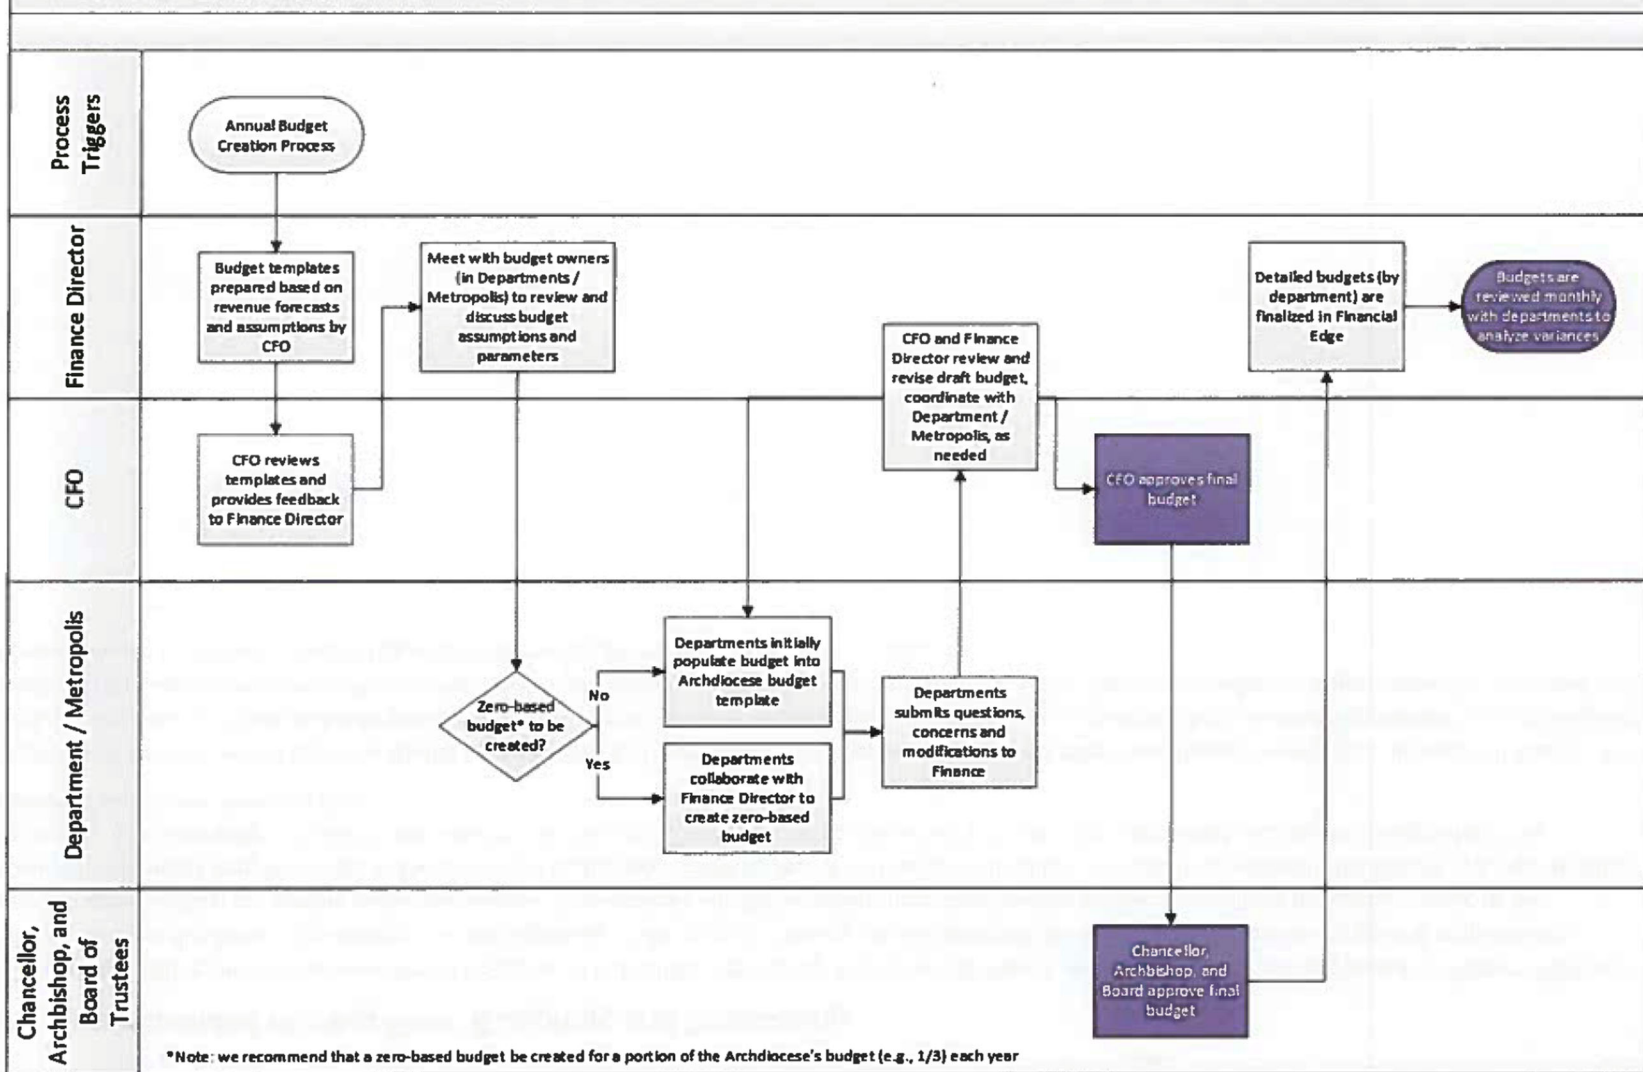 Process
Triggers
Annual Budget
Creation Process
Finance Director
Budget templates
prepared based on
revenue forecasts
and assumptions by
CFO
Meet with budget owners
(in Departments /
Metropolis) to review and
discuss budget
assumptions and
parameters
CFO and Finance
Director review and
revise draft budget,
coordinate with
Department /
Metropolis, as
needed
Detailed budgets (by
department) are
finalized in Financial
Edge
Budgets are
reviewed monthly
with departments to
analyze variances
CFO
CFO reviews
templates and
provides feedback
to Finance Director
CFO approves final
budget
Department / Metropolis
Zero-based
budget* to be
created?
No
Yes
Departments initially
populate budget into
Archdiocese budget
template
Departments
collaborate with
Finance Director to
create zero-based
budget
Departments
submits questions,
concerns and
modifications to
Finance
Chancellor,
Archbishop, and
Board of
Trustees
Chancellor,
Archbishop, and
Board approve final
budget
*Note: we recommend that a zero-based budget be created for a portion of the Archdiocese's budget (e.g., 1/3) each year